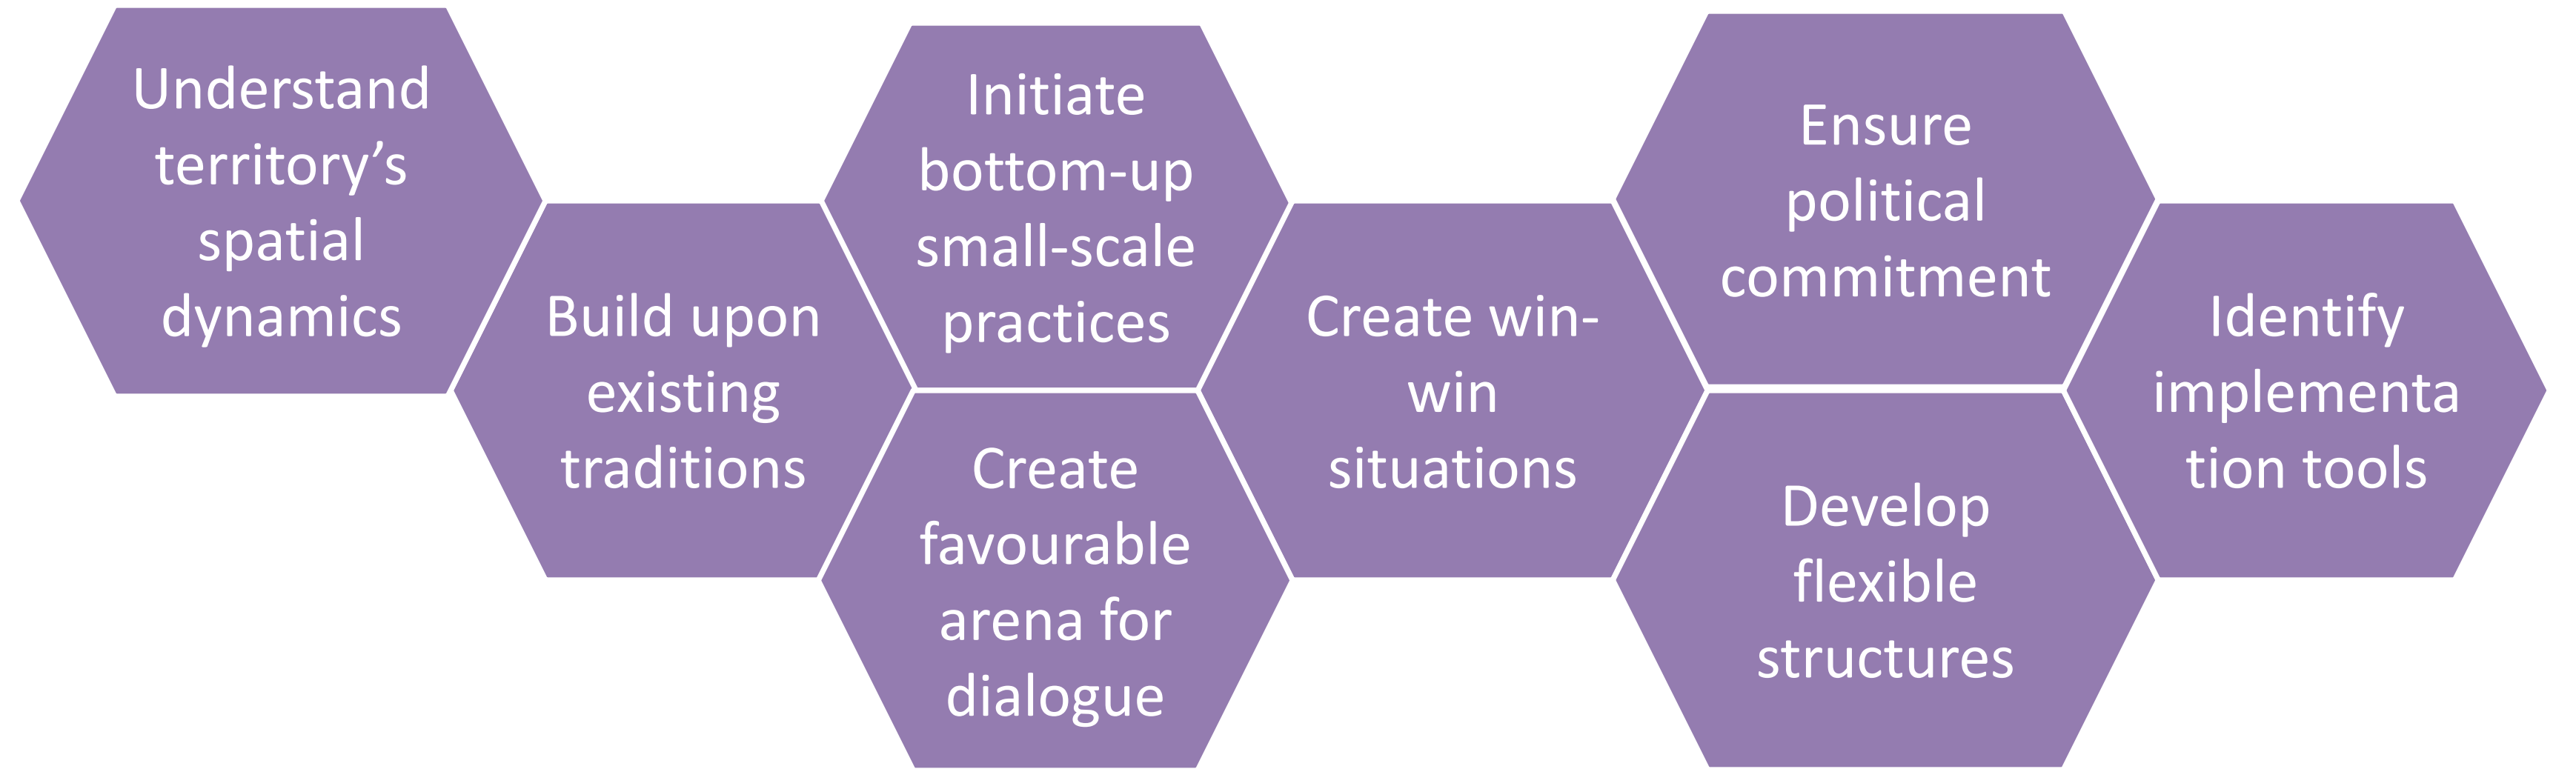 Understand
territory’s
spatial
dynamics
Build upon
existing
traditions
Initiate
bottom-up
small-scale
practices
Create
favourable
arena for
dialogue
Create win-
win
situations
Ensure
political
commitment
Develop
flexible
structures
Identify
implementa
tion tools